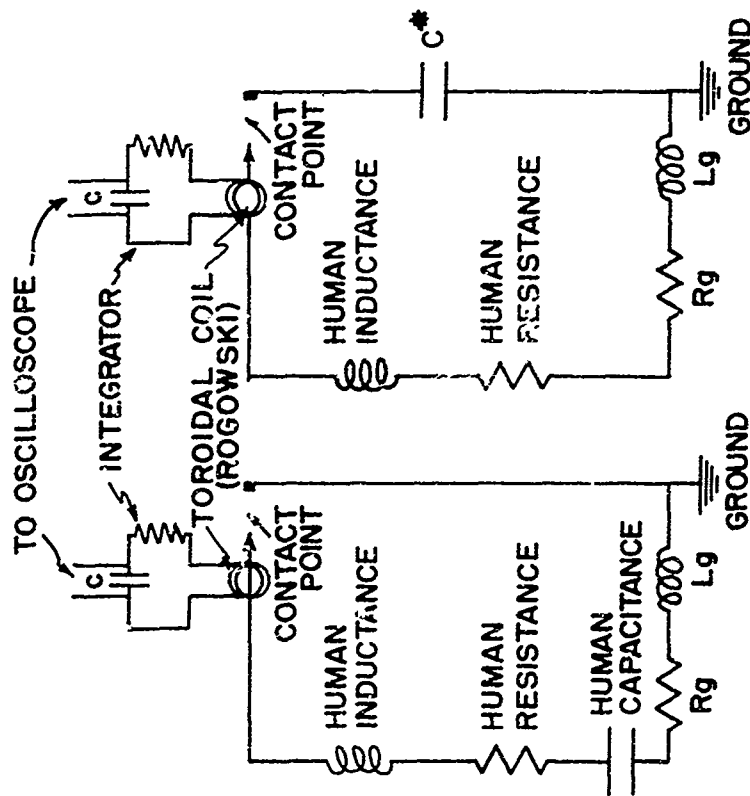 TO OSCILLOSCOPE
INTEGRATOR
TOROIDAL COIL
(ROGOWSKI)
C
CONTACT
POINT
HUMAN
INDUCTANCE
HUMAN
RESISTANCE
HUMAN
CAPACITANCE
Rg
Lg
GROUND
C
CONTACT
POINT
C*
HUMAN
INDUCTANCE
HUMAN
RESISTANCE
Rg
Lg
GROUND